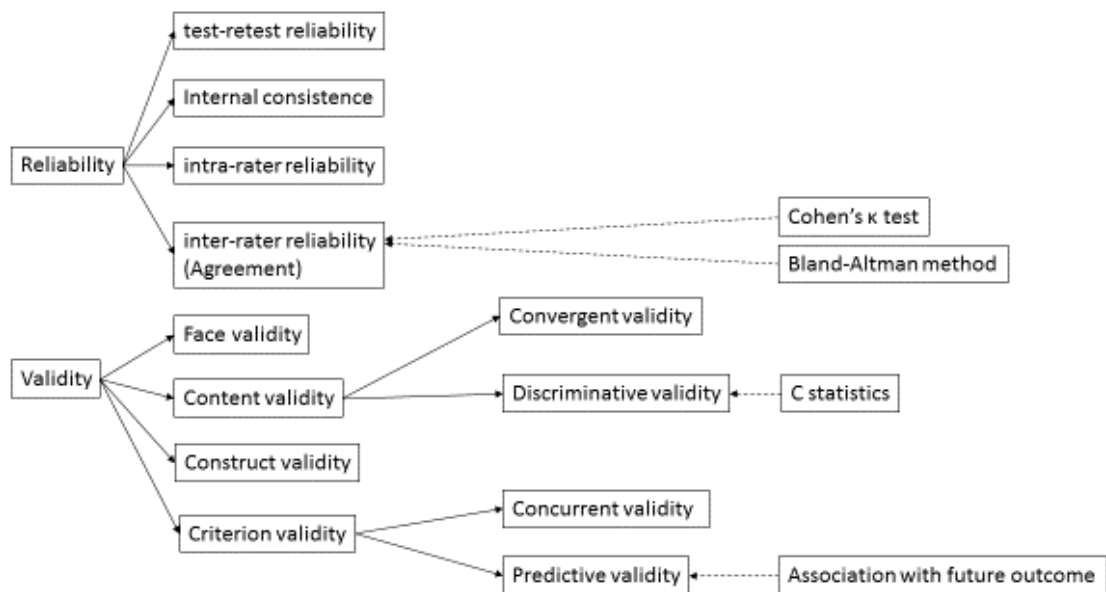 test-retest reliability
Internal consistence
Reliability
intra-rater reliability
inter-rater reliability
(Agreement)
Cohen's κ test
Bland-Altman method
Face validity
Convergent validity
Validity
Content validity
Discriminative validity
C statistics
Construct validity
Criterion validity
Concurrent validity
Predictive validity
Association with future outcome